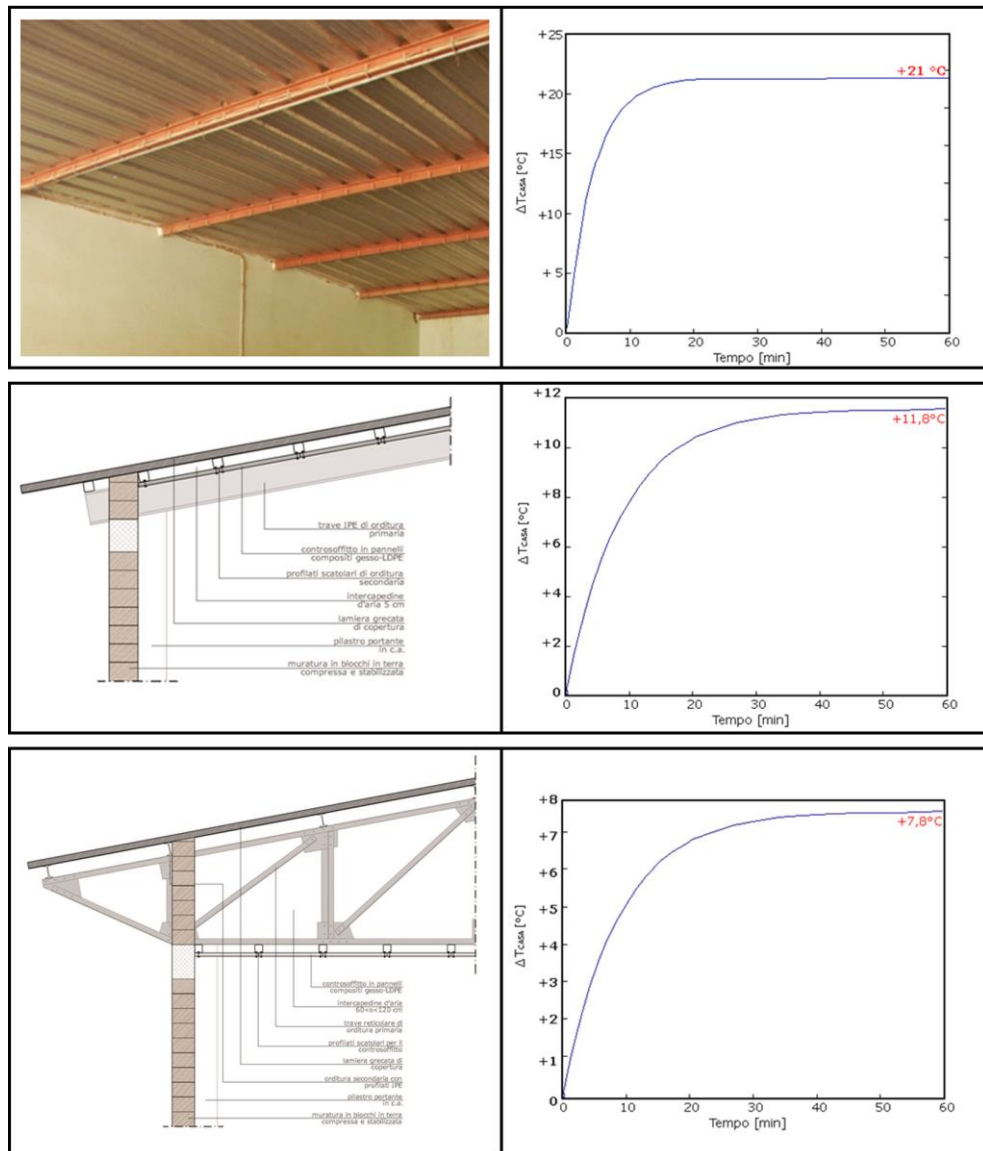 +25
+20
+15
+10
+ 5
0
ΔTCASA [°C]
+21 °C
0 10 20 30 40 50 60
Tempo [min]
trave IPE di orditura
primaria
controsoffitto in pannelli
compositi gesso-LDPE
profilati scatolari di orditura
secondaria
intercapedine
d'aria 5 cm
lamiera grecata
di copertura
pilastro portante
in c.a.
muratura in blocchi in terra
compressa e stabilizzata
+12
+10
+8
+6
+4
+2
0
ΔTCASA [°C]
+11,8°C
0 10 20 30 40 50 60
Tempo [min]
controsoffitto in pannelli
compositi gesso-LDPE
intercapedine d'aria
60<s<120 cm
trave reticolare di
orditura primaria
profilati scatolari per il
controsoffitto
lamiera grecata di
copertura
orditura secondaria con
profilati IPE
pilastro portante
in c.a.
muratura in blocchi in terra
compressa e stabilizzata
+8
+7
+6
+5
+4
+3
+2
+1
0
ΔTCASA [°C]
+7,8°C
0 10 20 30 40 50 60
Tempo [min]